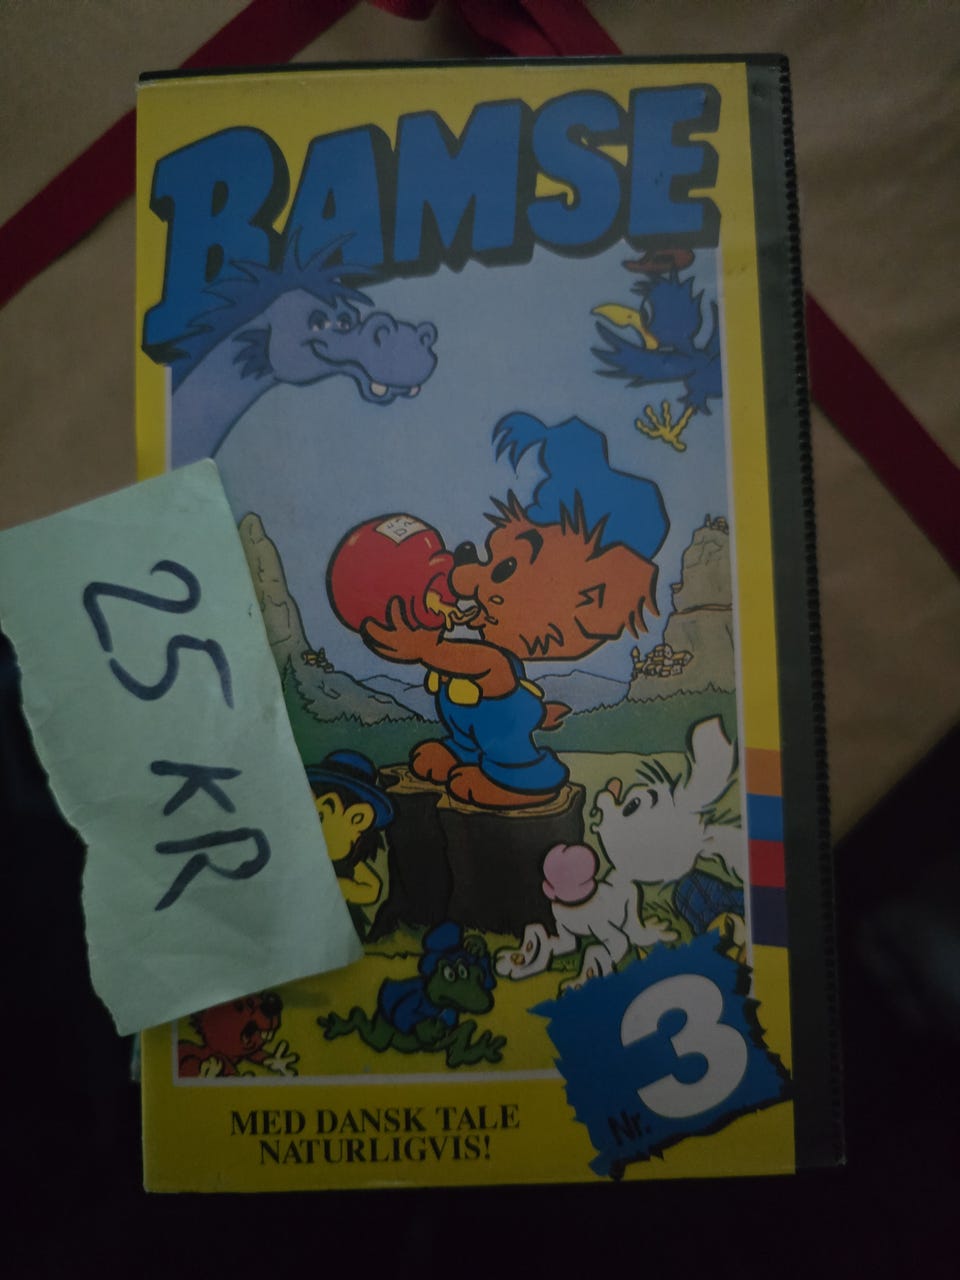 BAMSE
25 KR
3
Nr.
MED DANSK TALE
NATURLIGVIS!